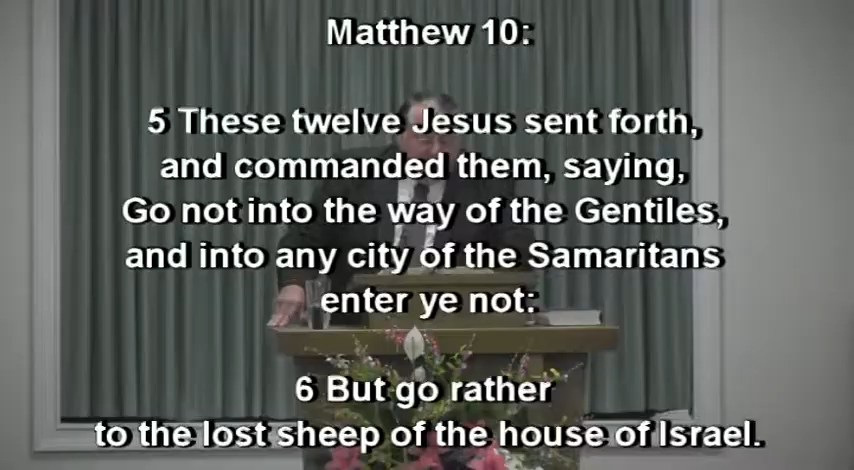 Matthew 10:
5 These twelve Jesus sent forth,
and commanded them, saying,
Go not into the way of the Gentiles,
and into any city of the Samaritans
enter ye not:
6 But go rather
to the lost sheep of the house of Israel.